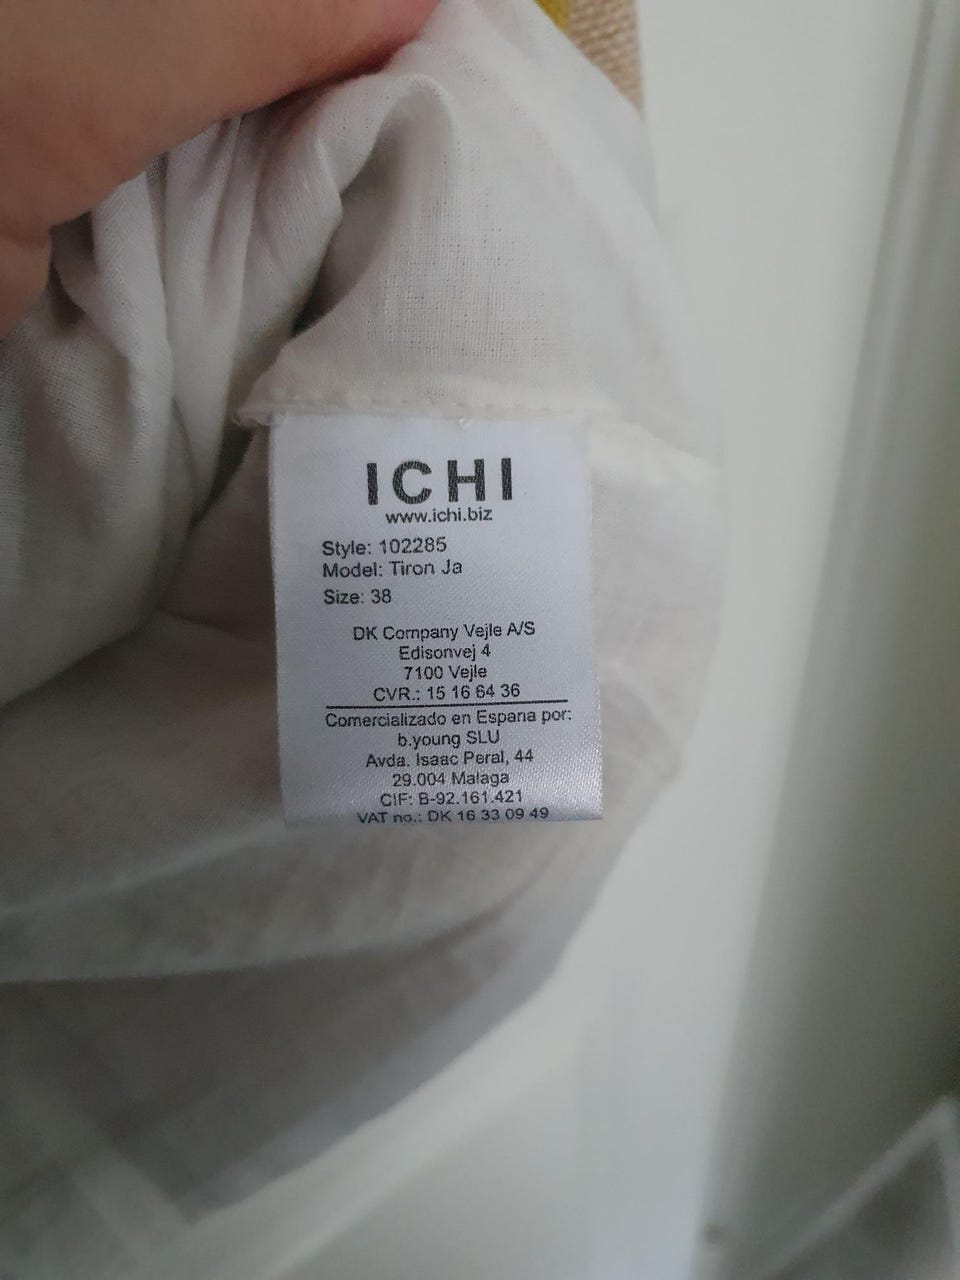 ICHI
www.ichi.biz
Style: 102285
Model: Tiron Ja
Size: 38
DK Company Vejle A/S
Edisonvej 4
7100 Vejle
CVR.: 15 16 64 36
Comercializado en Espana por:
b.young SLU
Avda. Isaac Peral, 44
29.004 Malaga
CIF: B-92.161.421
VAT no.: DK 16 33 09 49